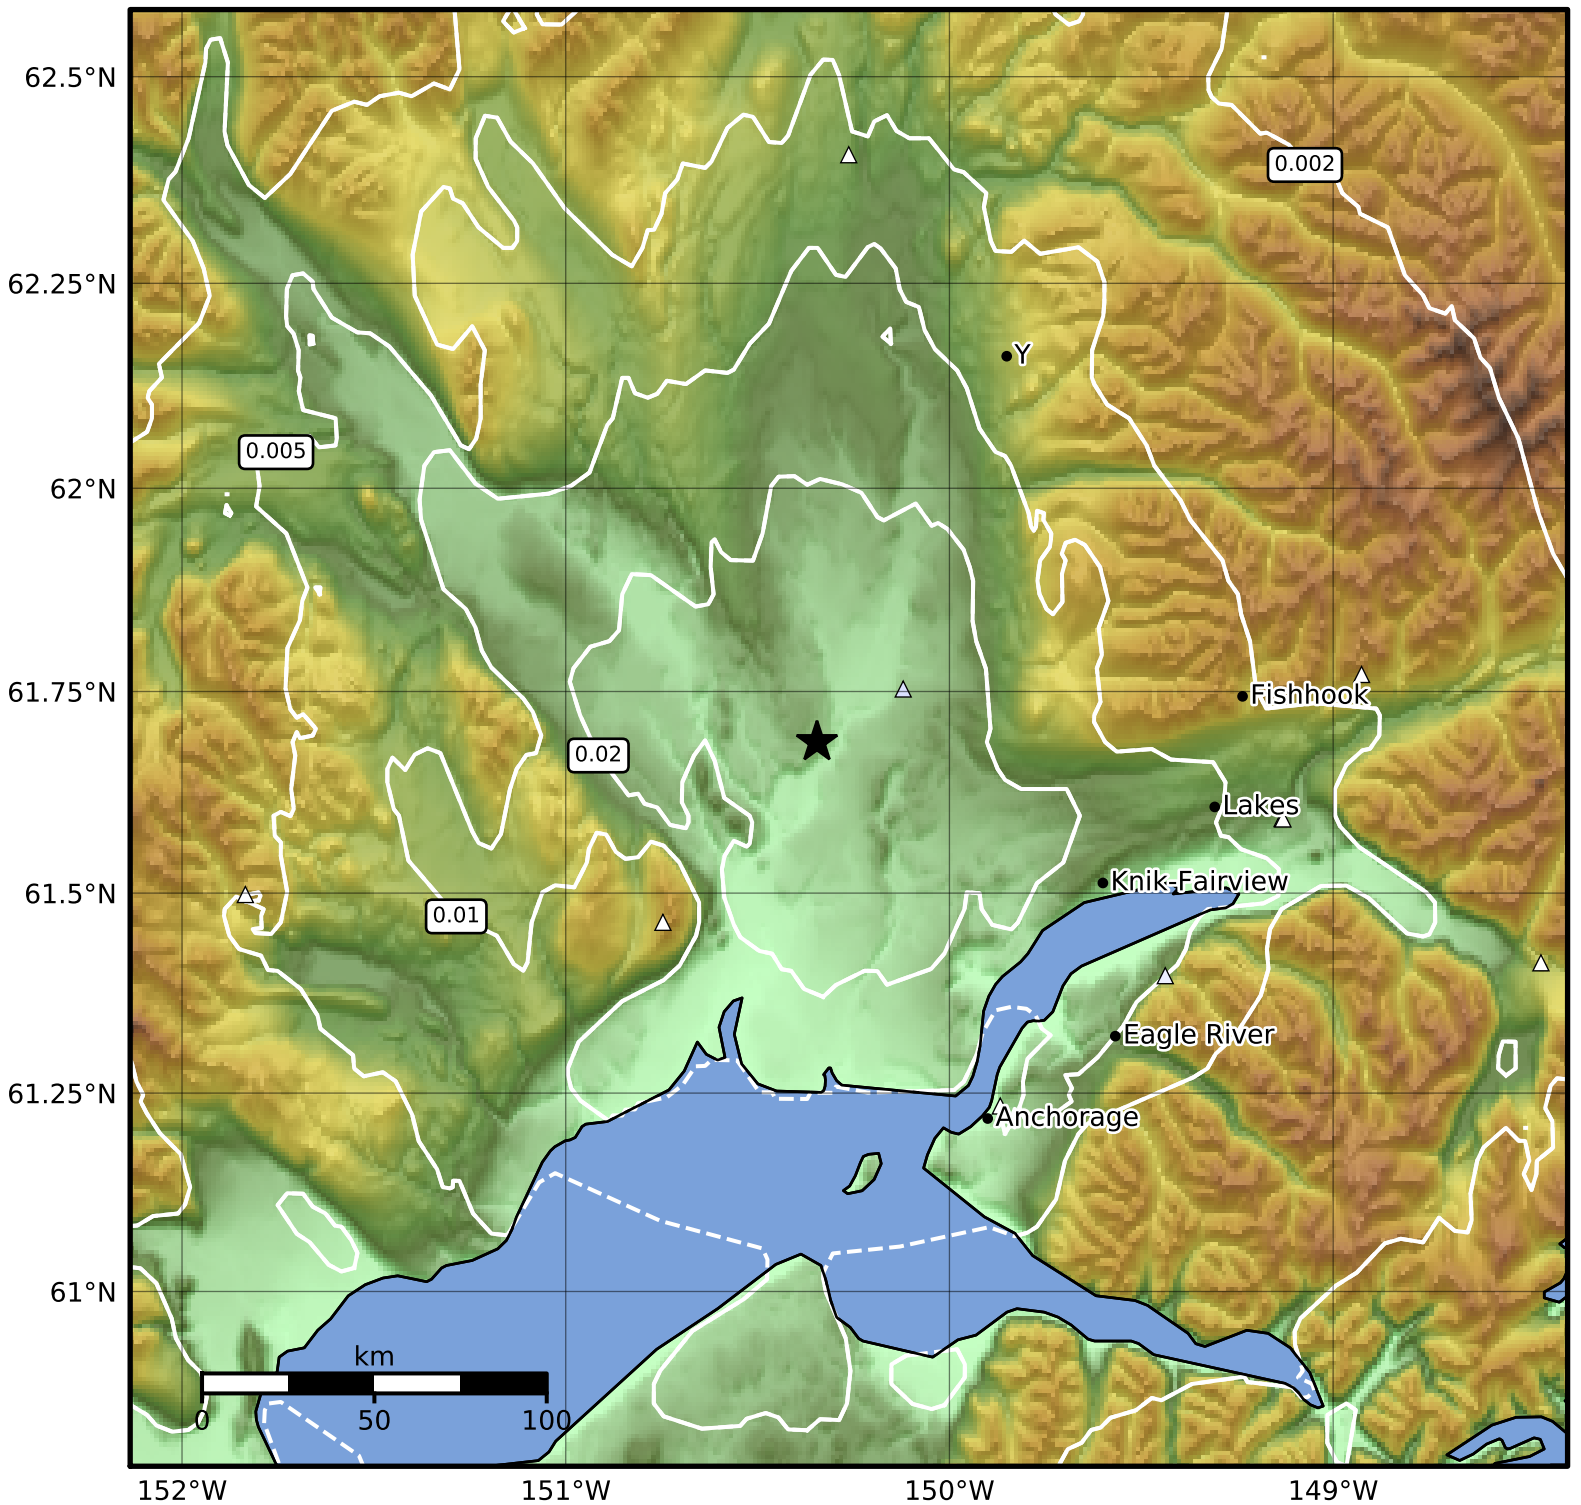 62.5°N
0.002
62.25°N
Y
0.005
62°N
61.75°N
Fishhook
0.02
Lakes
61.5°N
Knik-Fairview
0.01
Eagle River
61.25°N
Anchorage
61°N
km
0 50 100
152°W 151°W 150°W 149°W